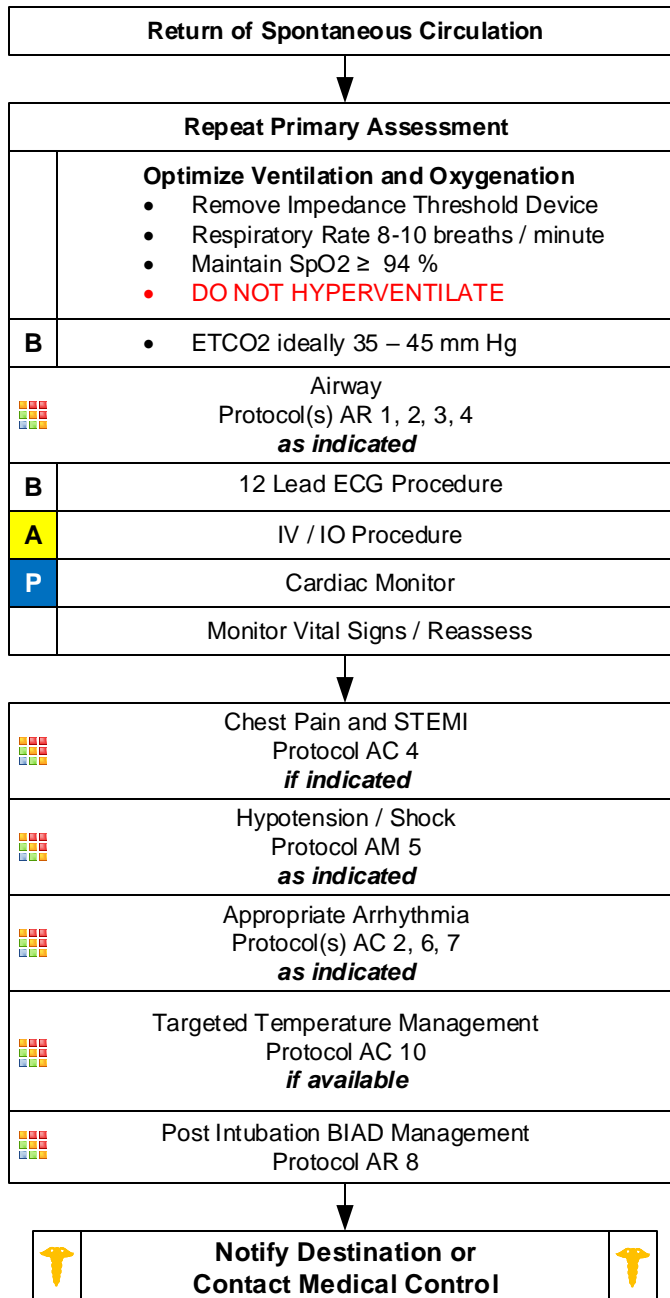 Return of Spontaneous Circulation
Repeat Primary Assessment
Optimize Ventilation and Oxygenation
• Remove Impedance Threshold Device
• Respiratory Rate 8-10 breaths / minute
• Maintain SpO2 ≥ 94 %
• DO NOT HYPERVENTILATE
B • ETCO2 ideally 35 – 45 mm Hg
Airway
Protocol(s) AR 1, 2, 3, 4
as indicated
B 12 Lead ECG Procedure
A IV / IO Procedure
P Cardiac Monitor
Monitor Vital Signs / Reassess
Chest Pain and STEMI
Protocol AC 4
if indicated
Hypotension / Shock
Protocol AM 5
as indicated
Appropriate Arrhythmia
Protocol(s) AC 2, 6, 7
as indicated
Targeted Temperature Management
Protocol AC 10
if available
Post Intubation BIAD Management
Protocol AR 8
Notify Destination or
Contact Medical Control